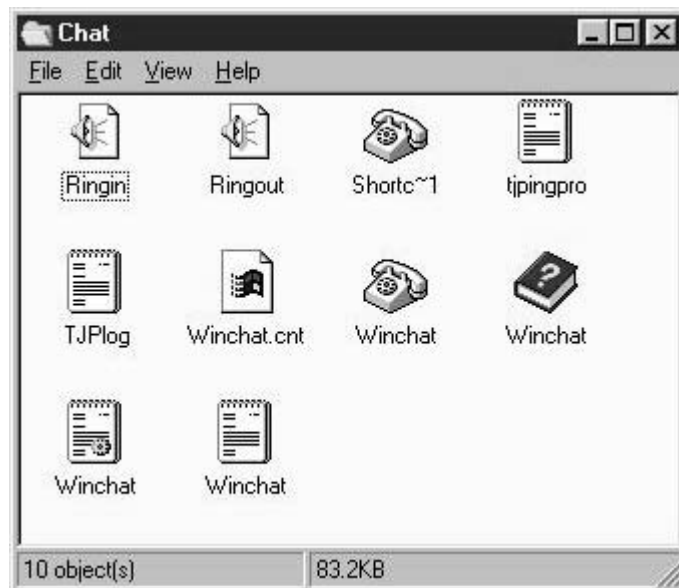 Chat
File Edit View Help
Ringin Ringout Shortc~1 tjpingpro
TJPlog Winchat.cnt Winchat Winchat
Winchat Winchat
10 object(s) 83.2KB